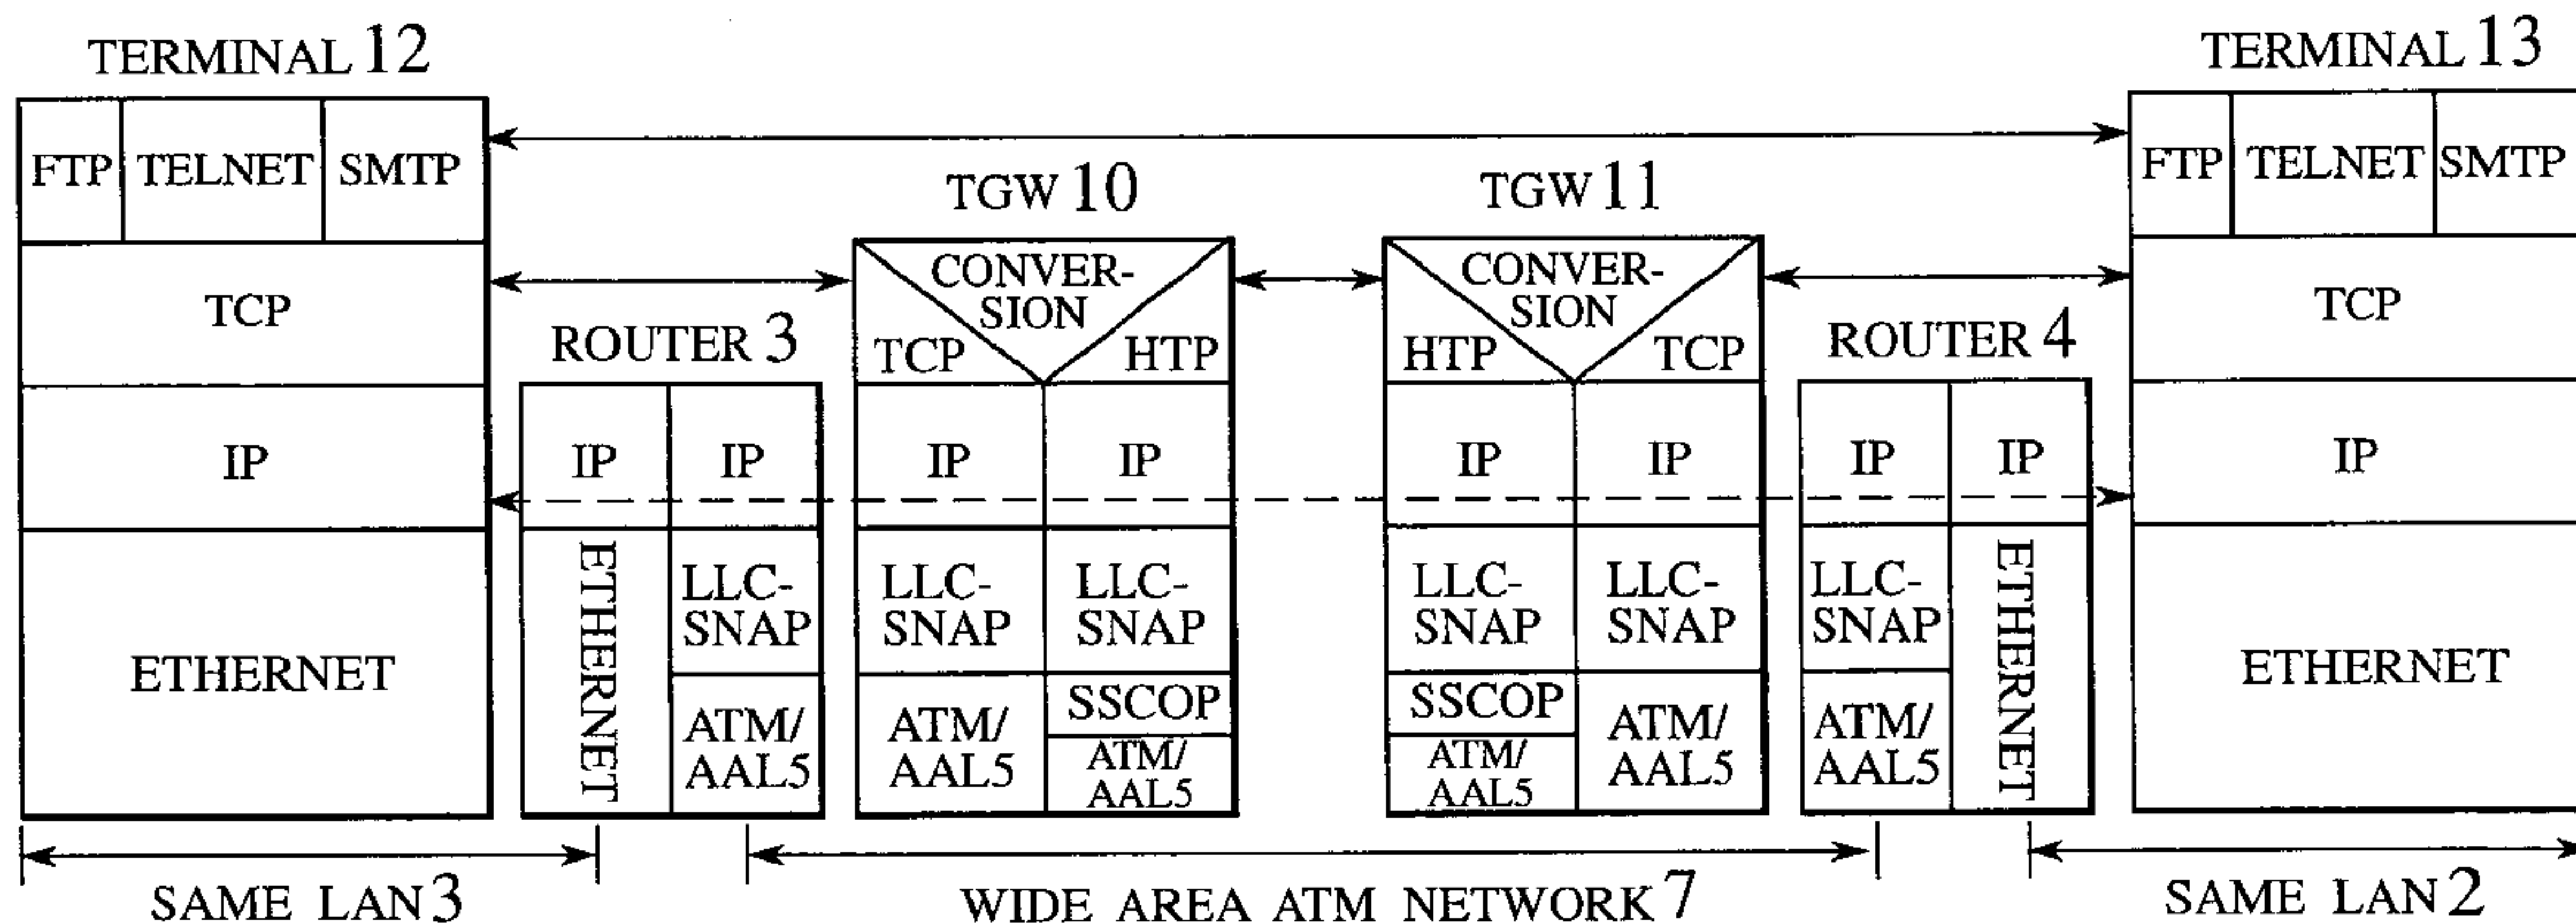 TERMINAL 12
FTP TELNET SMTP
TCP
IP
ETHERNET
ROUTER 3
IP IP
ETHERNET
LLC-
SNAP
ATM/
AAL5
TGW 10
CONVER-
SION
TCP HTP
IP IP
LLC-
SNAP
LLC-
SNAP
ATM/
AAL5
SSCOP
ATM/
AAL5
TGW 11
CONVER-
SION
HTP TCP
IP IP
LLC-
SNAP
LLC-
SNAP
SSCOP
ATM/
AAL5
ATM/
AAL5
ROUTER 4
IP IP
LLC-
SNAP
ATM/
AAL5
ETHERNET
TERMINAL 13
FTP TELNET SMTP
TCP
IP
ETHERNET
SAME LAN 3
WIDE AREA ATM NETWORK 7
SAME LAN 2